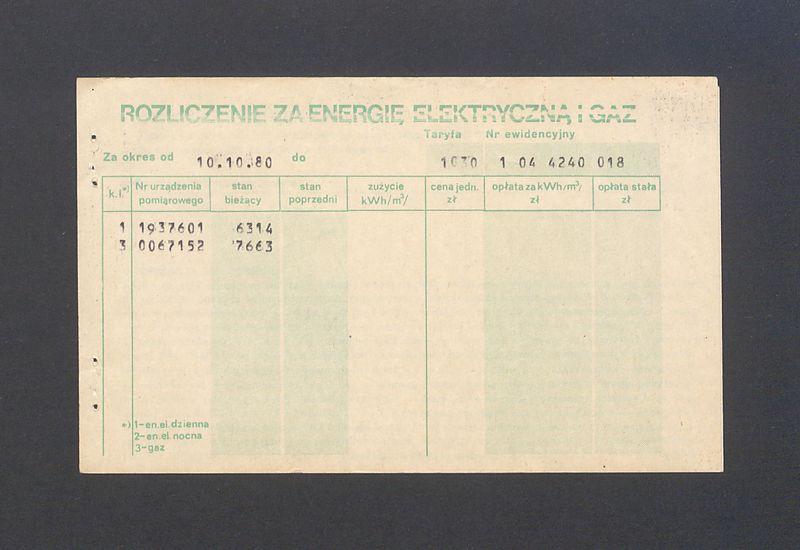 ROZLICZENIE ZA ENERGIĘ ELEKTRYCZNĄ I GAZ
Taryfa Nr ewidencyjny
Za okres od 10.10.80 do 1030 1 04 4240 018
k.l.*) Nr urządzenia pomiarowego stan bieżący stan poprzedni zużycie kWh/m³/ cena jedn. zł opłata za kWh/m³/ zł opłata stała zł
1 1937601 6314
3 0067152 7663
*) 1-en.el.dzienna
2-en.el.nocna
3-gaz